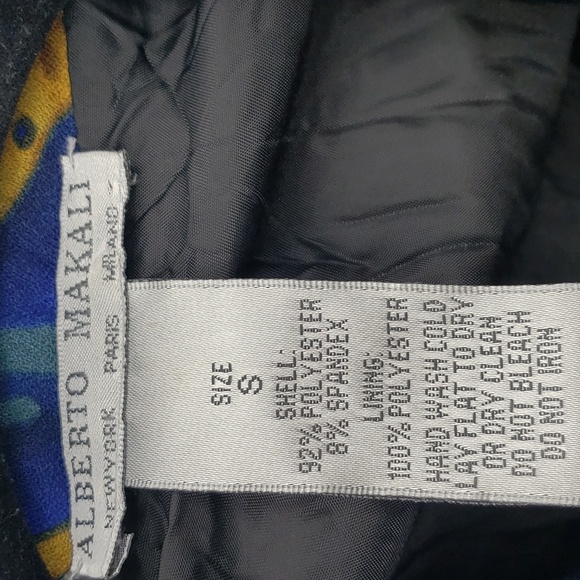 ALBERTO MAKALI
NEW YORK PARIS MILANO
SIZE
S
SHELL:
92% POLYESTER
8% SPANDEX
LINING:
100% POLYESTER
HAND WASH COLD
LAY FLAT TO DRY
OR DRY CLEAN
DO NOT BLEACH
DO NOT IRON